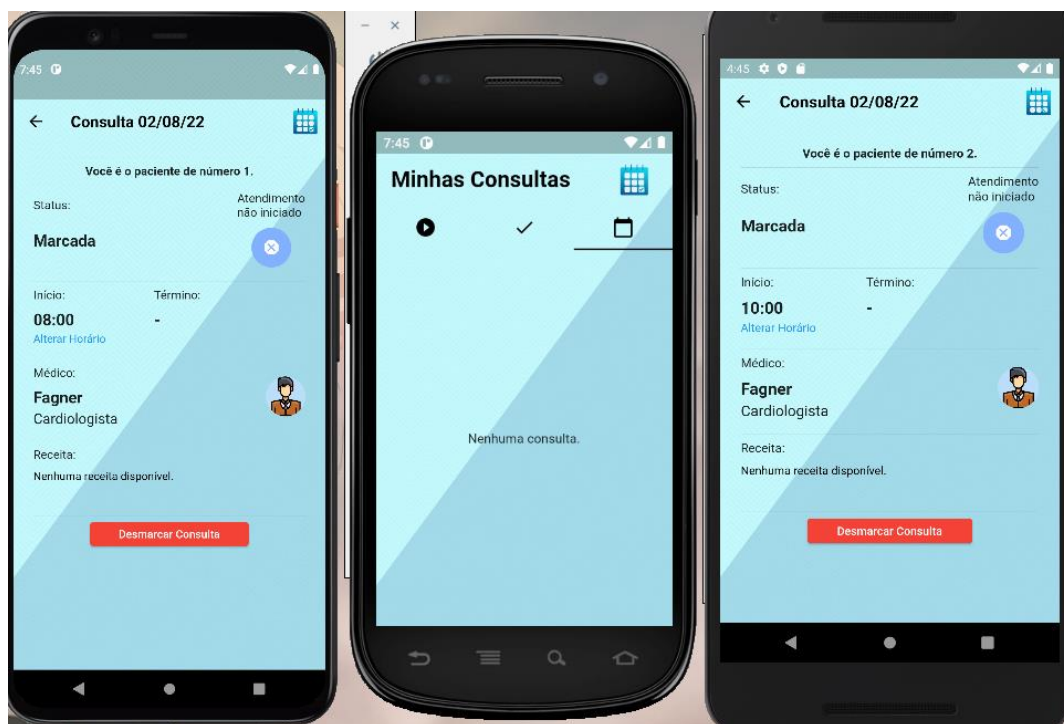 7:45
Consulta 02/08/22
Você é o paciente de número 1.
Status:
Atendimento
não iniciado
Marcada
Início:
Término:
08:00
-
Alterar Horário
Médico:
Fagner
Cardiologista
Receita:
Nenhuma receita disponível.
Desmarcar Consulta
7:45
Minhas Consultas
Nenhuma consulta.
4:45
Consulta 02/08/22
Você é o paciente de número 2.
Status:
Atendimento
não iniciado
Marcada
Início:
Término:
10:00
-
Alterar Horário
Médico:
Fagner
Cardiologista
Receita:
Nenhuma receita disponível.
Desmarcar Consulta